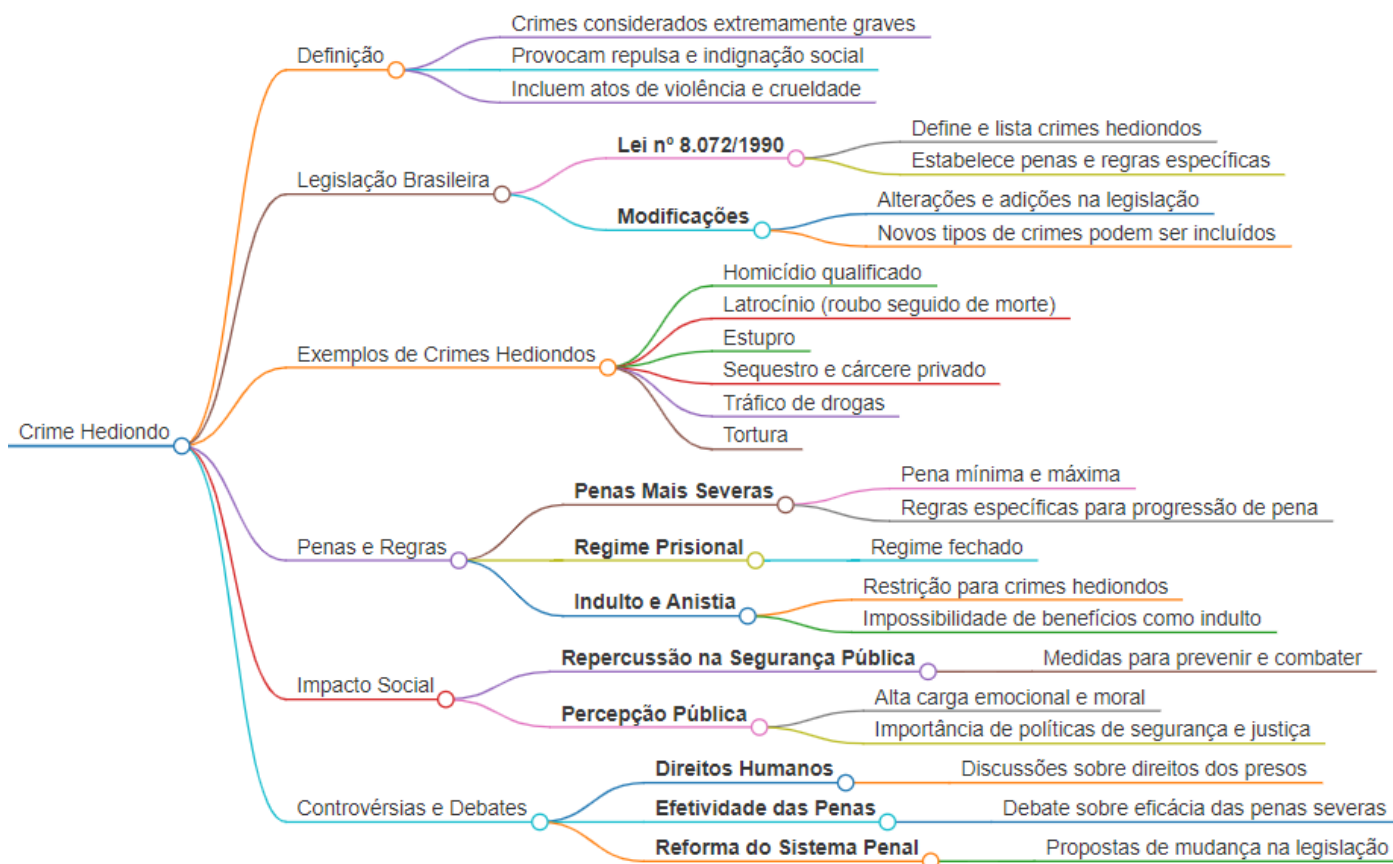 Crime Hediondo
Definição
Crimes considerados extremamente graves
Provocam repulsa e indignação social
Incluem atos de violência e crueldade
Legislação Brasileira
Lei nº 8.072/1990
Define e lista crimes hediondos
Estabelece penas e regras específicas
Modificações
Alterações e adições na legislação
Novos tipos de crimes podem ser incluídos
Exemplos de Crimes Hediondos
Homicídio qualificado
Latrocínio (roubo seguido de morte)
Estupro
Sequestro e cárcere privado
Tráfico de drogas
Tortura
Penas e Regras
Penas Mais Severas
Pena mínima e máxima
Regras específicas para progressão de pena
Regime Prisional
Regime fechado
Indulto e Anistia
Restrição para crimes hediondos
Impossibilidade de benefícios como indulto
Impacto Social
Repercussão na Segurança Pública
Medidas para prevenir e combater
Percepção Pública
Alta carga emocional e moral
Importância de políticas de segurança e justiça
Controvérsias e Debates
Direitos Humanos
Discussões sobre direitos dos presos
Efetividade das Penas
Debate sobre eficácia das penas severas
Reforma do Sistema Penal
Propostas de mudança na legislação